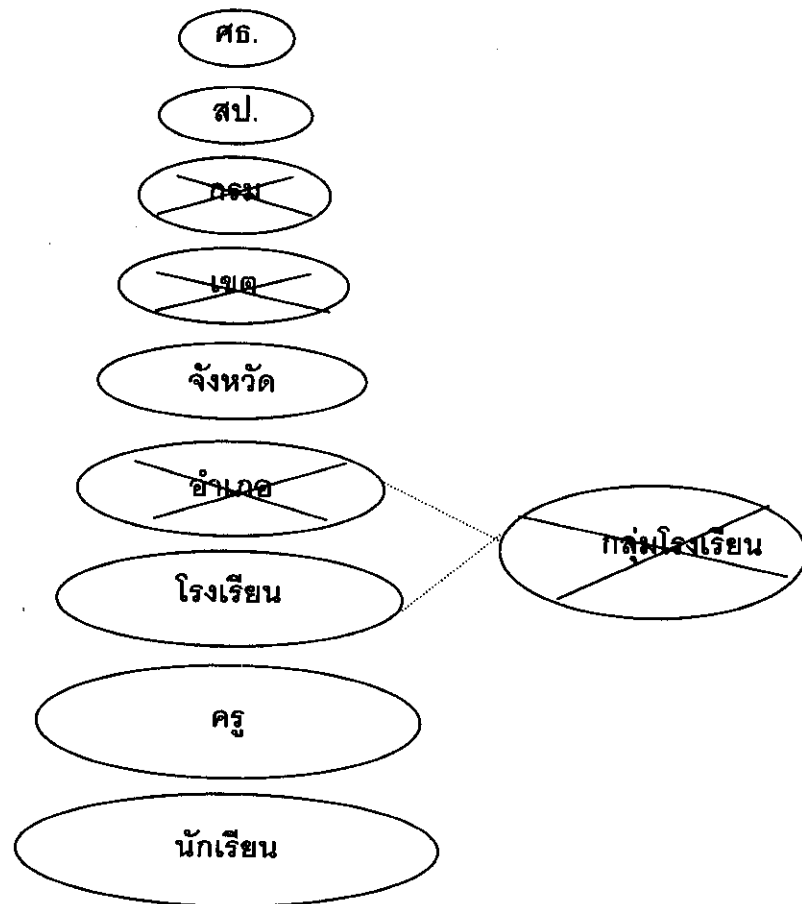 ศธ.
สป.
กรม
เขต
จังหวัด
อำเภอ
กลุ่มโรงเรียน
โรงเรียน
ครู
นักเรียน